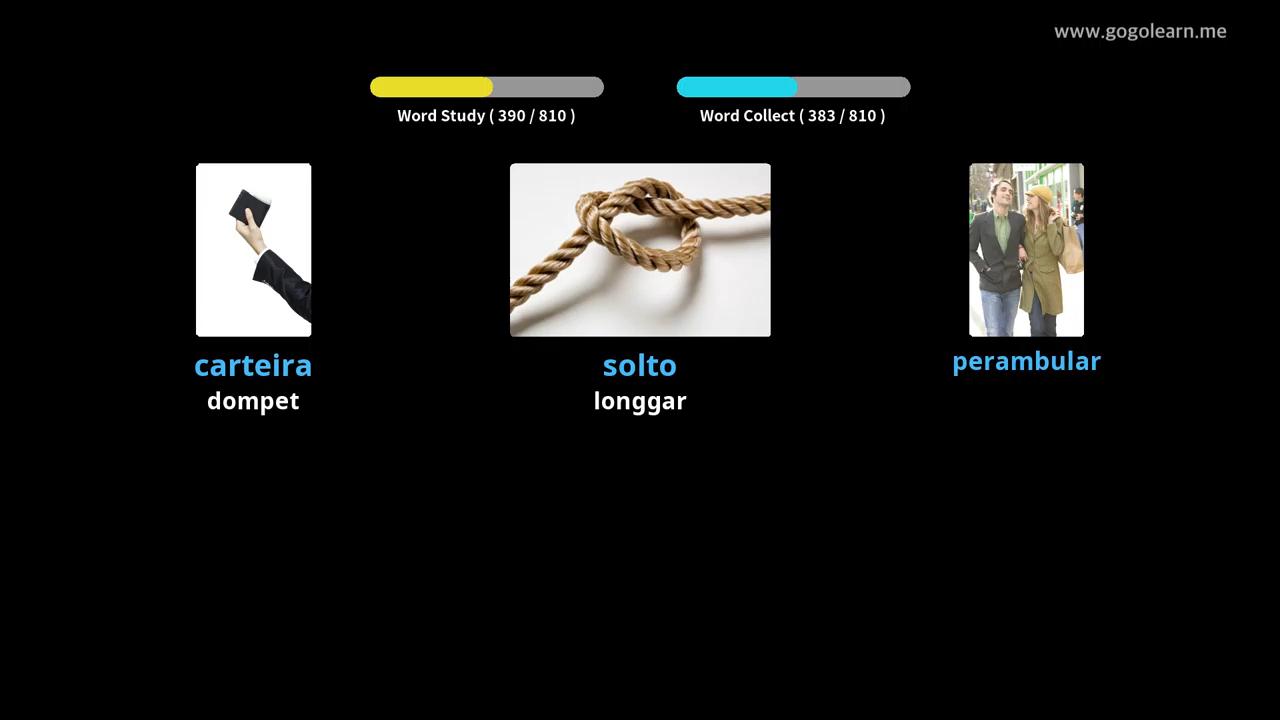 www.gogolearn.me
Word Study ( 390 / 810 )
Word Collect ( 383 / 810 )
carteira
dompet
solto
longgar
perambular